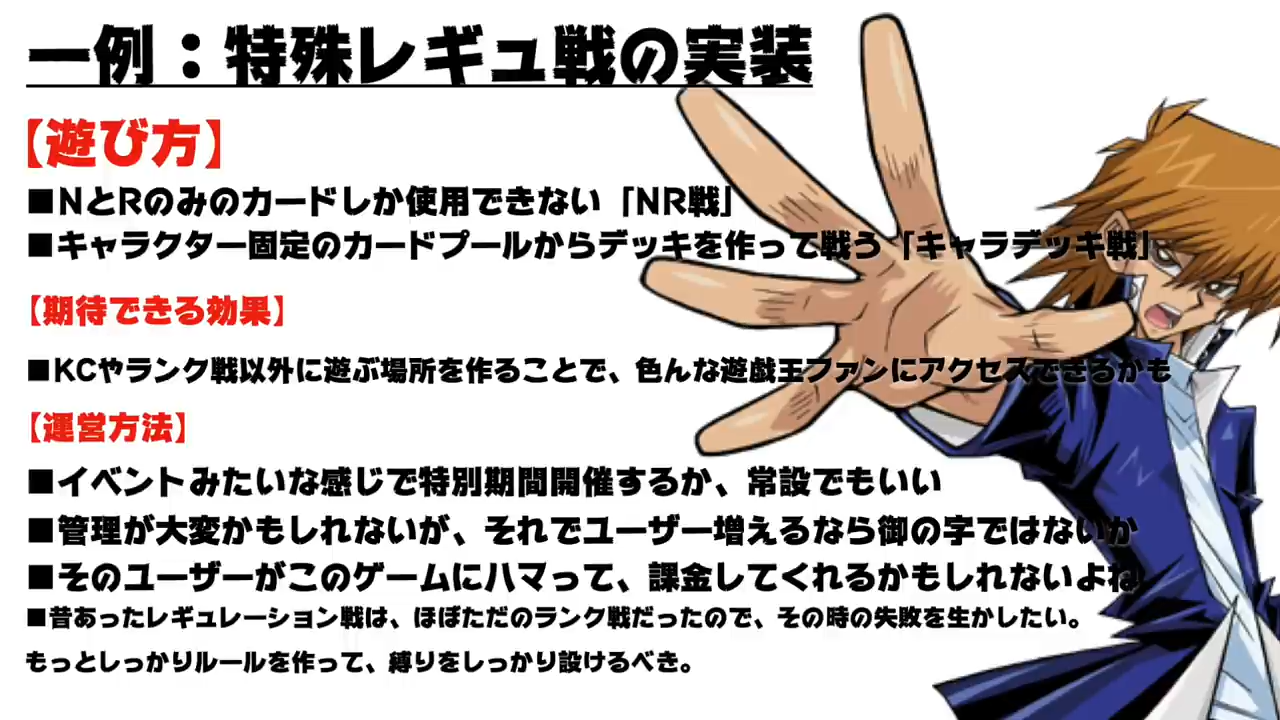 一例：特殊レギュ戦の実装
【遊び方】
■NとRのみのカードしか使用できない「NR戦」
■キャラクター固定のカードプールからデッキを作って戦う「キャラデッキ戦」
【期待できる効果】
■KCやランク戦以外に遊ぶ場所を作ることで、色んな遊戯王ファンにアクセスできるかも
【運営方法】
■イベントみたいな感じで特別期間開催するか、常設でもいい
■管理が大変かもしれないが、それでユーザー増えるなら御の字ではないか
■そのユーザーがこのゲームにハマって、課金してくれるかもしれないよね
■昔あったレギュレーション戦は、ほぼただのランク戦だったので、その時の失敗を生かしたい。
もっとしっかりルールを作って、縛りをしっかり設けるべき。